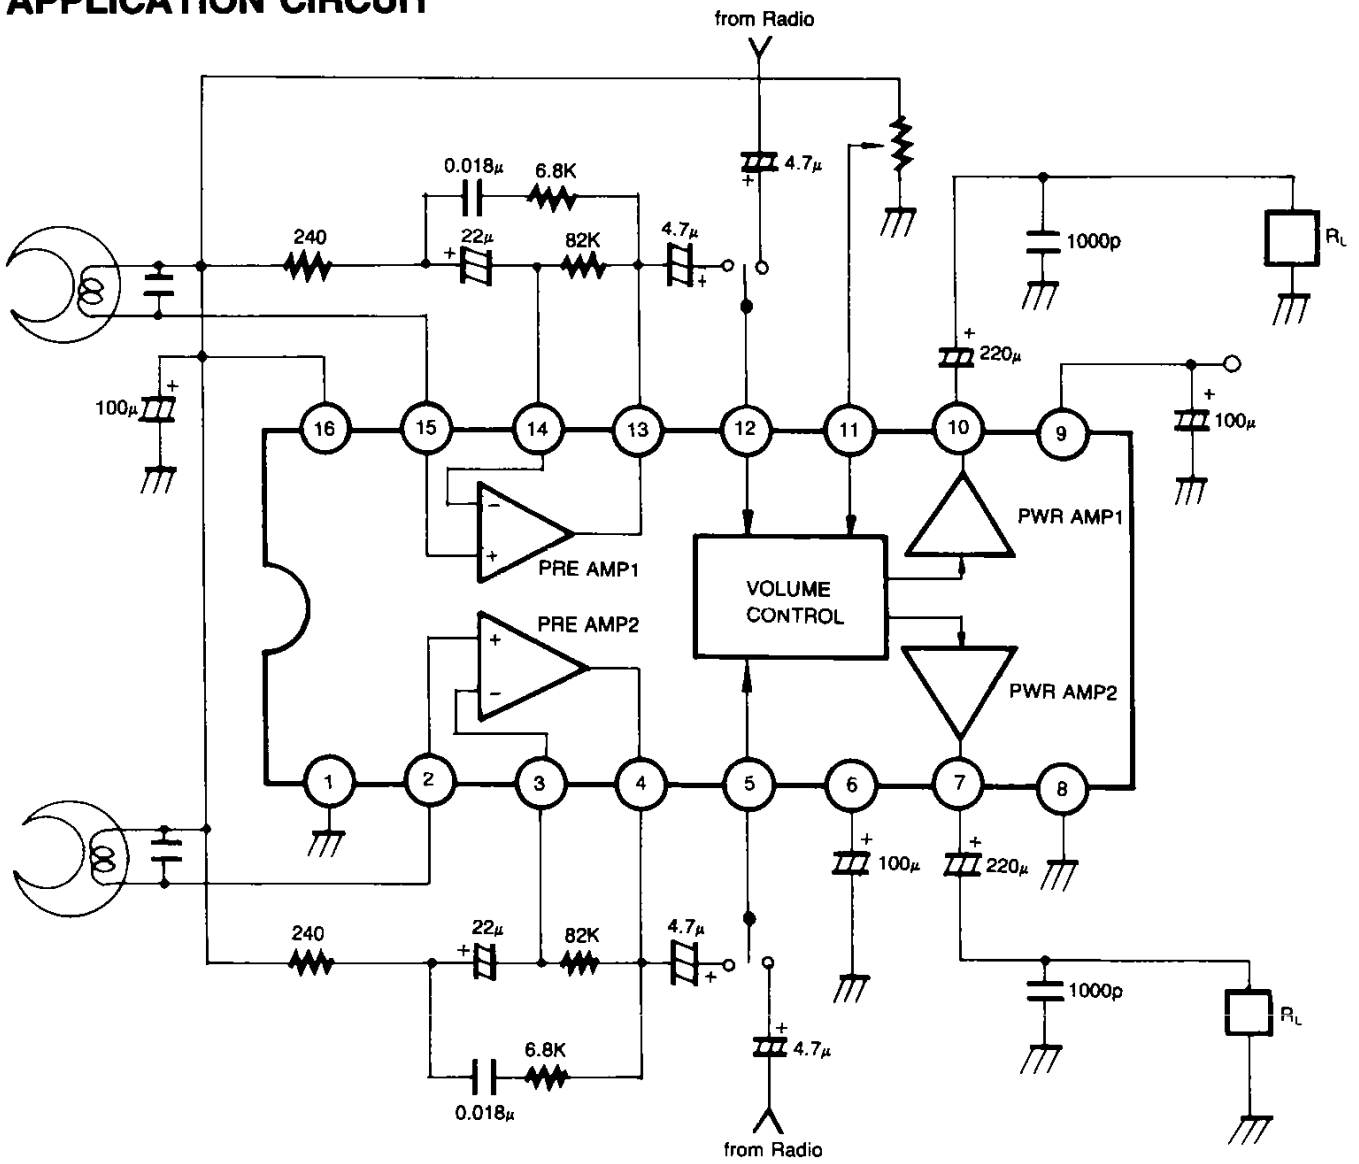 APPLICATION CIRCUIT
from Radio
0.018μ
6.8K
4.7μ
+
240
+
22μ
82K
4.7μ
+
1000p
RL
+
220μ
+
100μ
+
100μ
16
15
14
13
12
11
10
9
−
+
PRE AMP1
PWR AMP1
VOLUME
CONTROL
PRE AMP2
+
−
PWR AMP2
1
2
3
4
5
6
7
8
+
100μ
+
220μ
240
+
22μ
82K
4.7μ
+
1000p
RL
+
4.7μ
6.8K
0.018μ
from Radio